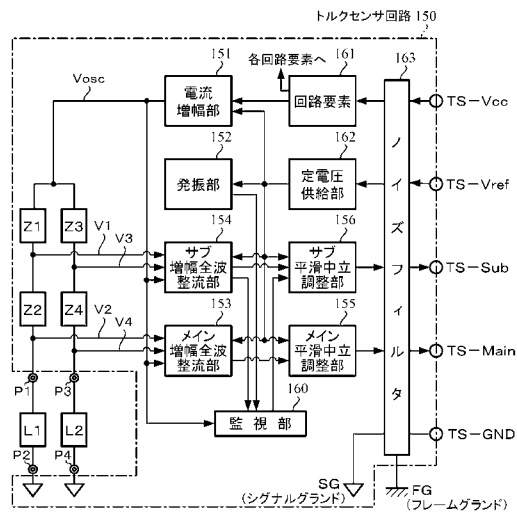 トルクセンサ回路 150
151
各回路要素へ
161
163
Vosc
電流
増幅部
回路要素
TS-Vcc
152
162
発振部
定電圧
供給部
TS-Vref
Z1
Z3
V1
V3
154
156
サブ
増幅全波
整流部
サブ
平滑中立
調整部
TS-Sub
Z2
Z4
V2
V4
153
155
メイン
増幅全波
整流部
メイン
平滑中立
調整部
TS-Main
ノイズフィルタ
P1
P3
160
監視部
L1
L2
P2
P4
TS-GND
SG
(シグナルグランド)
FG
(フレームグランド)